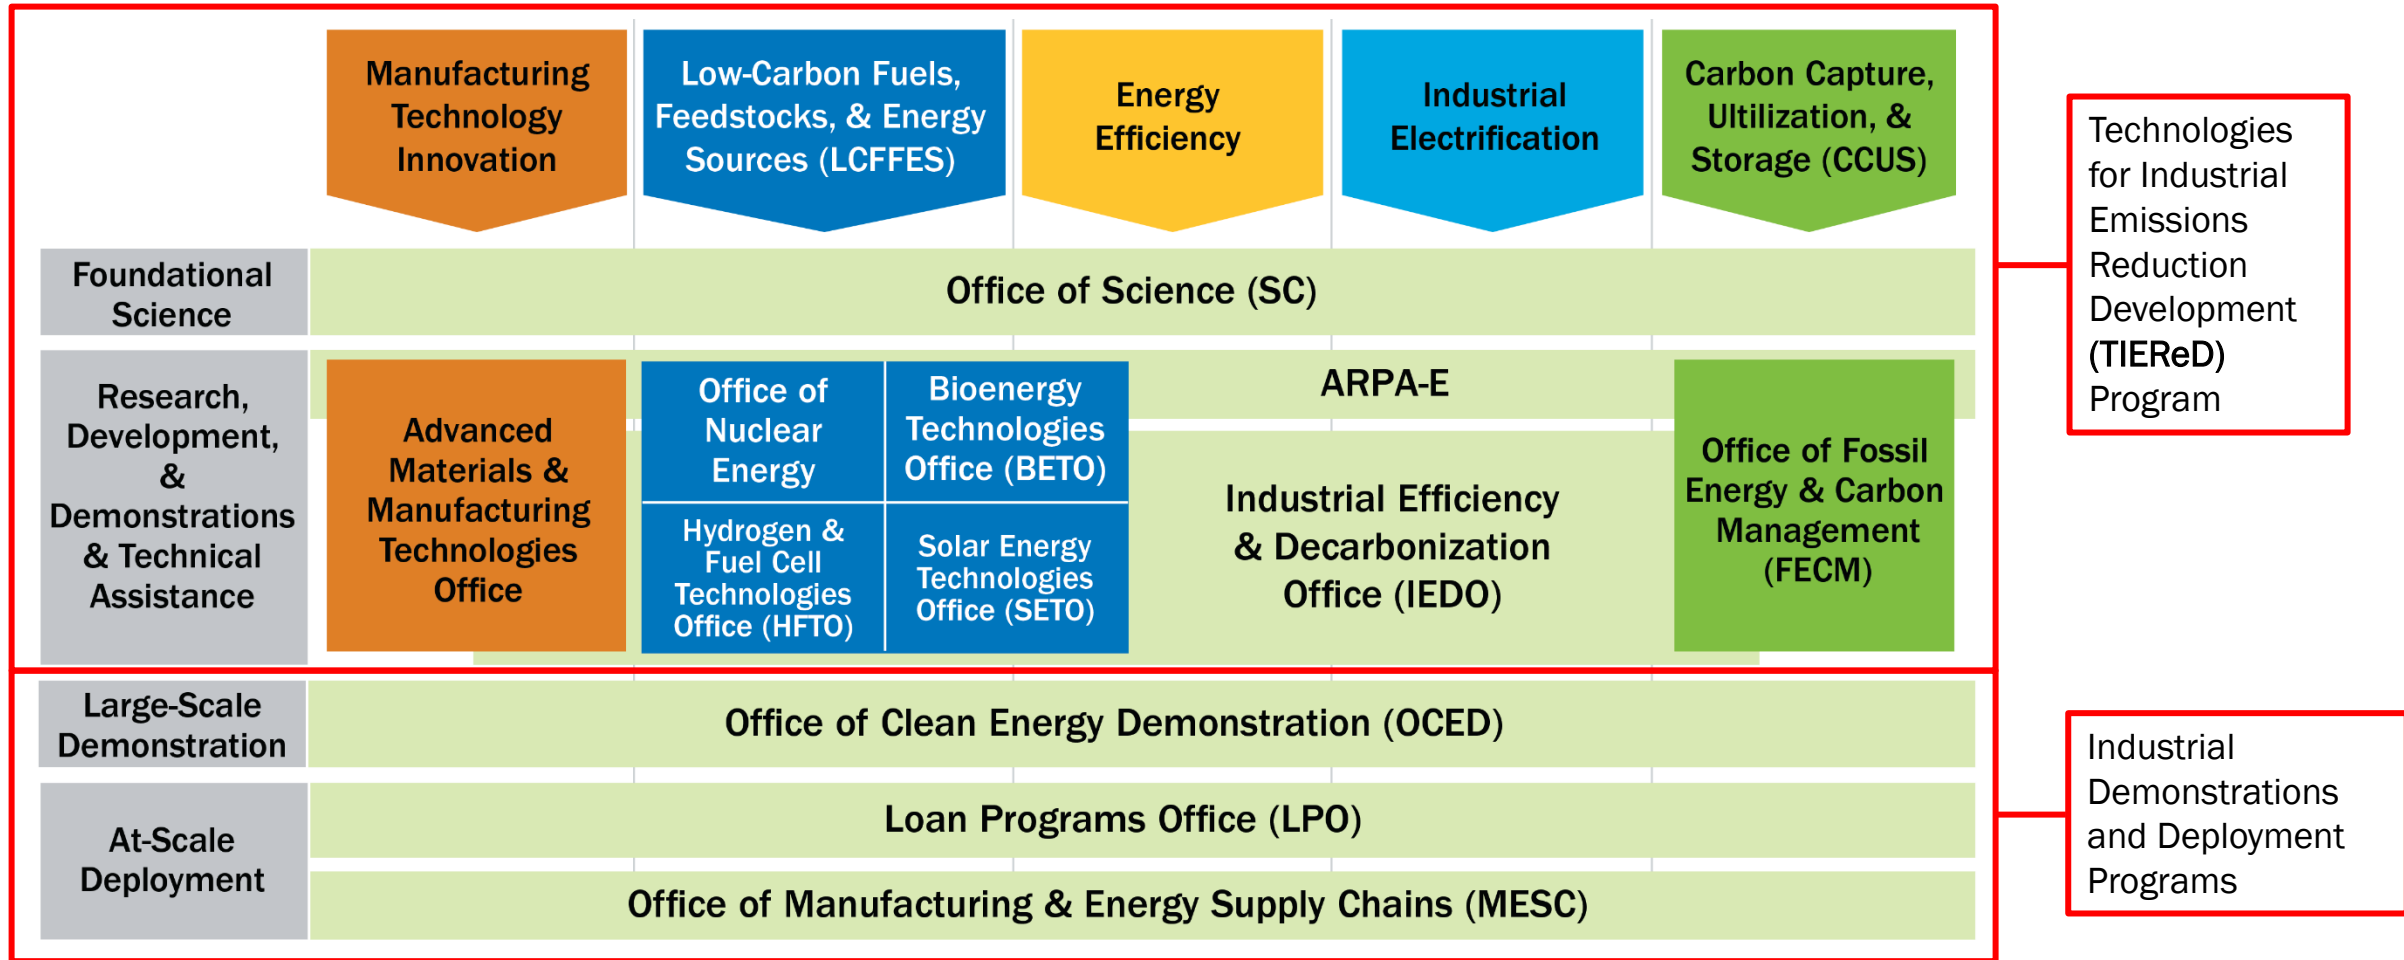 Manufacturing
Technology
Innovation
Low-Carbon Fuels,
Feedstocks, & Energy
Sources (LCFFES)
Energy
Efficiency
Industrial
Electrification
Carbon Capture,
Ultilization, &
Storage (CCUS)
Technologies
for Industrial
Emissions
Reduction
Development
(TIEReD)
Program
Foundational
Science
Office of Science (SC)
Research,
Development,
&
Demonstrations
& Technical
Assistance
ARPA-E
Advanced
Materials &
Manufacturing
Technologies
Office
Office of
Nuclear
Energy
Bioenergy
Technologies
Office (BETO)
Hydrogen &
Fuel Cell
Technologies
Office (HFTO)
Solar Energy
Technologies
Office (SETO)
Industrial Efficiency
& Decarbonization
Office (IEDO)
Office of Fossil
Energy & Carbon
Management
(FECM)
Large-Scale
Demonstration
Office of Clean Energy Demonstration (OCED)
At-Scale
Deployment
Loan Programs Office (LPO)
Office of Manufacturing & Energy Supply Chains (MESC)
Industrial
Demonstrations
and Deployment
Programs